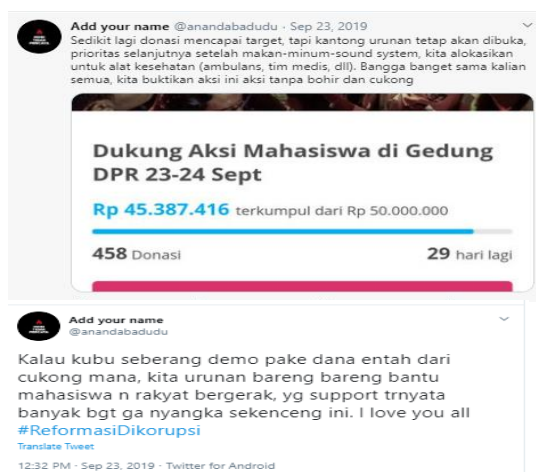 Add your name @anandabadudu · Sep 23, 2019
Sedikit lagi donasi mencapai target, tapi kantong urunan tetap akan dibuka,
prioritas selanjutnya setelah makan-minum-sound system, kita alokasikan
untuk alat kesehatan (ambulans, tim medis, dll). Bangga banget sama kalian
semua, kita buktikan aksi ini aksi tanpa bohir dan cukong
Dukung Aksi Mahasiswa di Gedung
DPR 23-24 Sept
Rp 45.387.416 terkumpul dari Rp 50.000.000
458 Donasi 29 hari lagi
Add your name
@anandabadudu
Kalau kubu seberang demo pake dana entah dari
cukong mana, kita urunan bareng bareng bantu
mahasiswa n rakyat bergerak, yg support trnyata
banyak bgt ga nyangka sekenceng ini. I love you all
#ReformasiDikorupsi
Translate Tweet
12:32 PM · Sep 23, 2019 · Twitter for Android